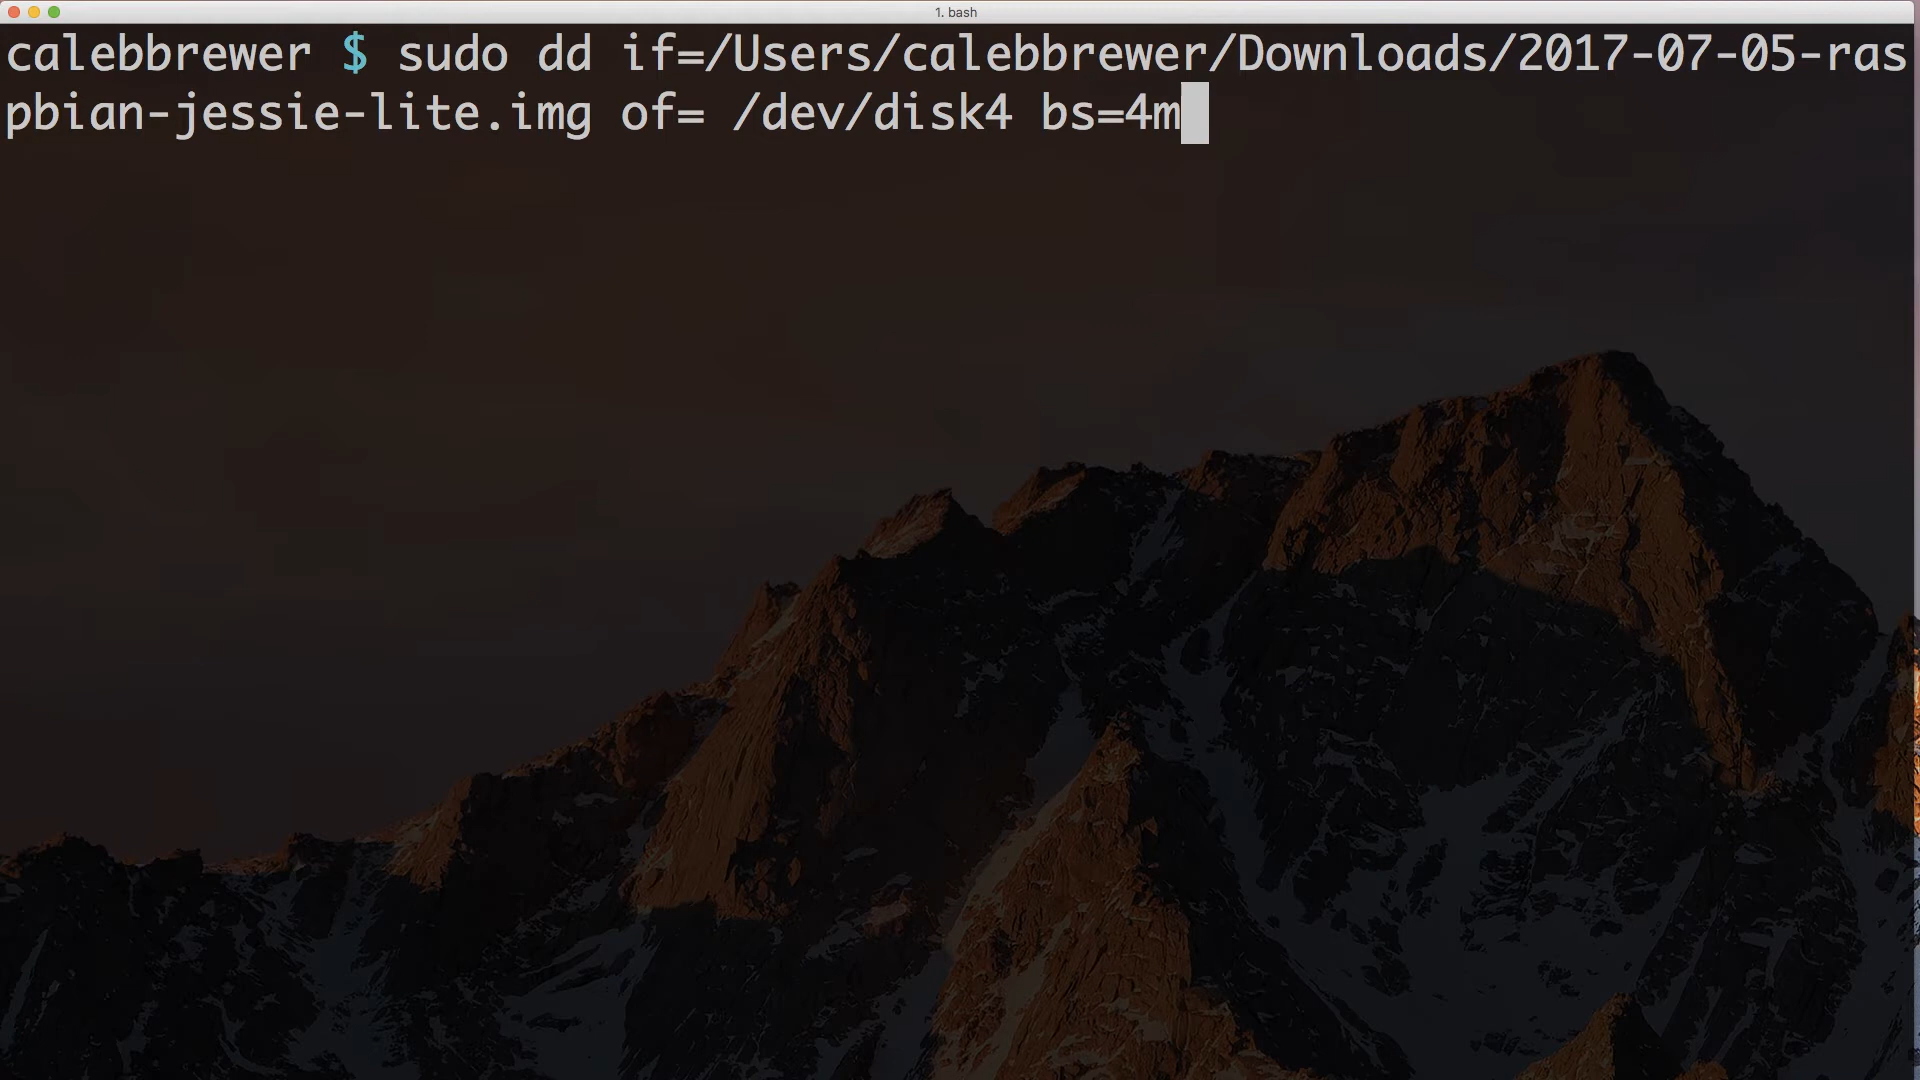 1. bash
calebbrewer $ sudo dd if=/Users/calebbrewer/Downloads/2017-07-05-ras
pbian-jessie-lite.img of= /dev/disk4 bs=4m